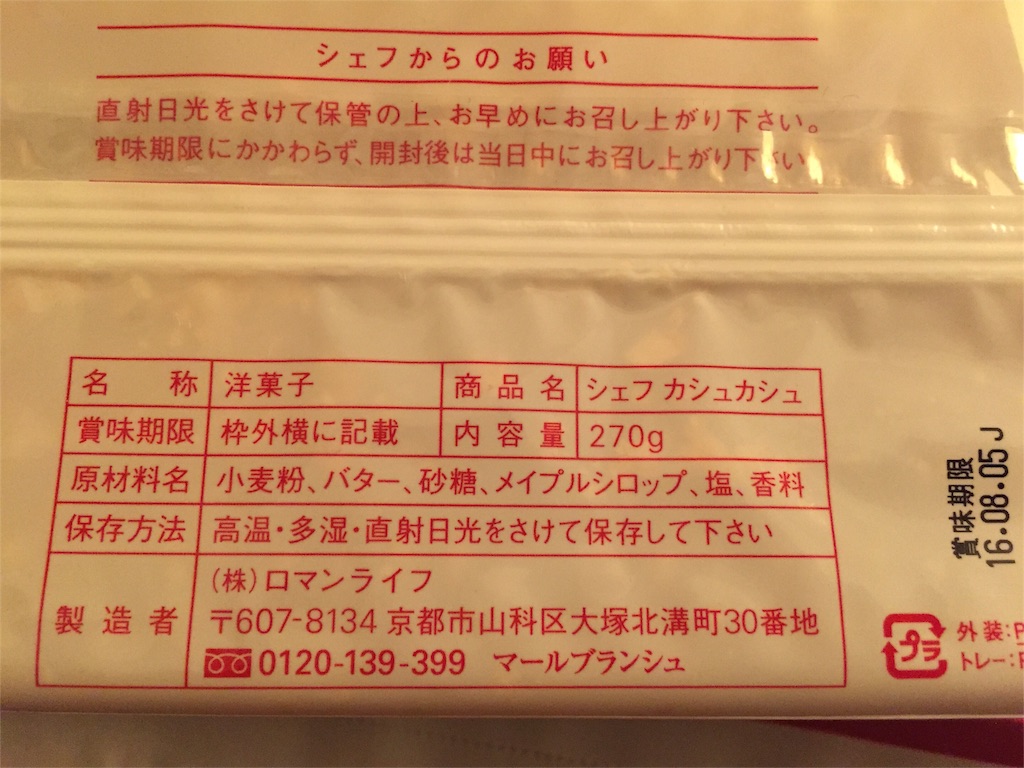 シェフからのお願い
直射日光をさけて保管の上、お早めにお召し上がり下さい。
賞味期限にかかわらず、開封後は当日中にお召し上がり下さい
名 称 洋菓子 商品名 シェフ カシュカシュ
賞味期限 枠外横に記載 内容量 270g
原材料名 小麦粉、バター、砂糖、メイプルシロップ、塩、香料
保存方法 高温・多湿・直射日光をさけて保存して下さい
製造者 (株)ロマンライフ
〒607-8134 京都市山科区大塚北溝町30番地
0120-139-399 マールブランシュ
賞味期限
16.08.05J
プラ
外装:P
トレー:P